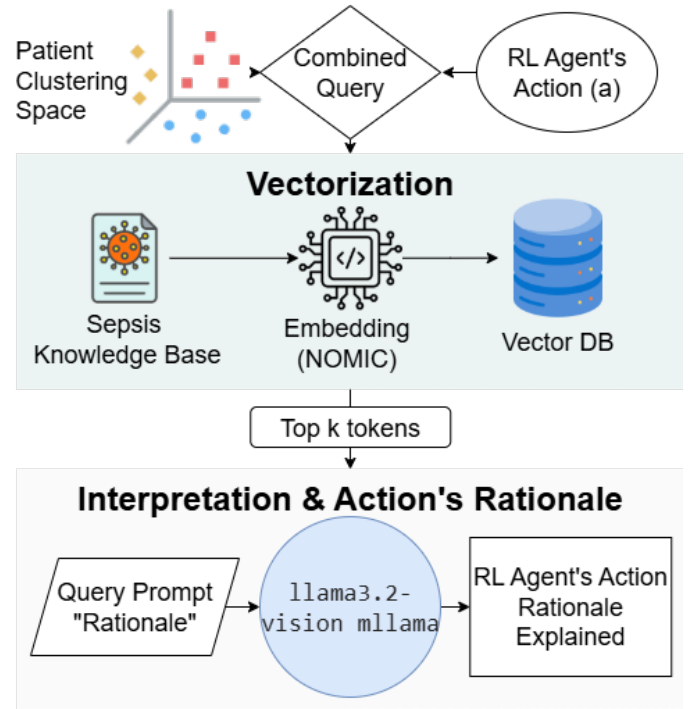 Patient
Clustering
Space
Combined
Query
RL Agent's
Action (a)
Vectorization
</>
Sepsis
Knowledge Base
Embedding
(NOMIC)
Vector DB
Top k tokens
Interpretation & Action's Rationale
Query Prompt
"Rationale"
llama3.2-
vision mllama
RL Agent's Action
Rationale
Explained